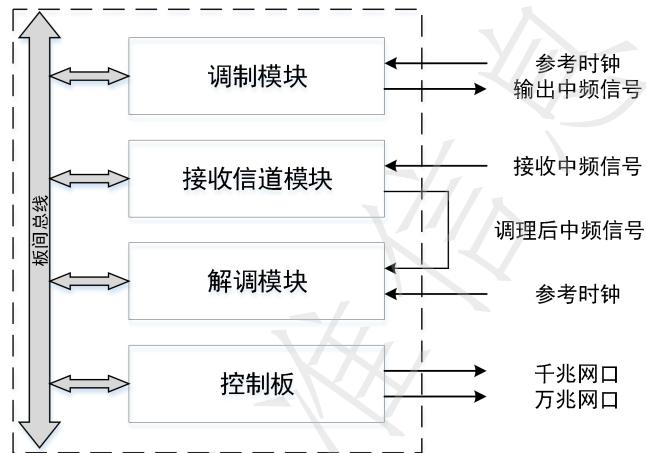 调制模块
参考时钟
输出中频信号
接收信道模块
接收中频信号
调理后中频信号
板间总线
解调模块
参考时钟
控制板
千兆网口
万兆网口